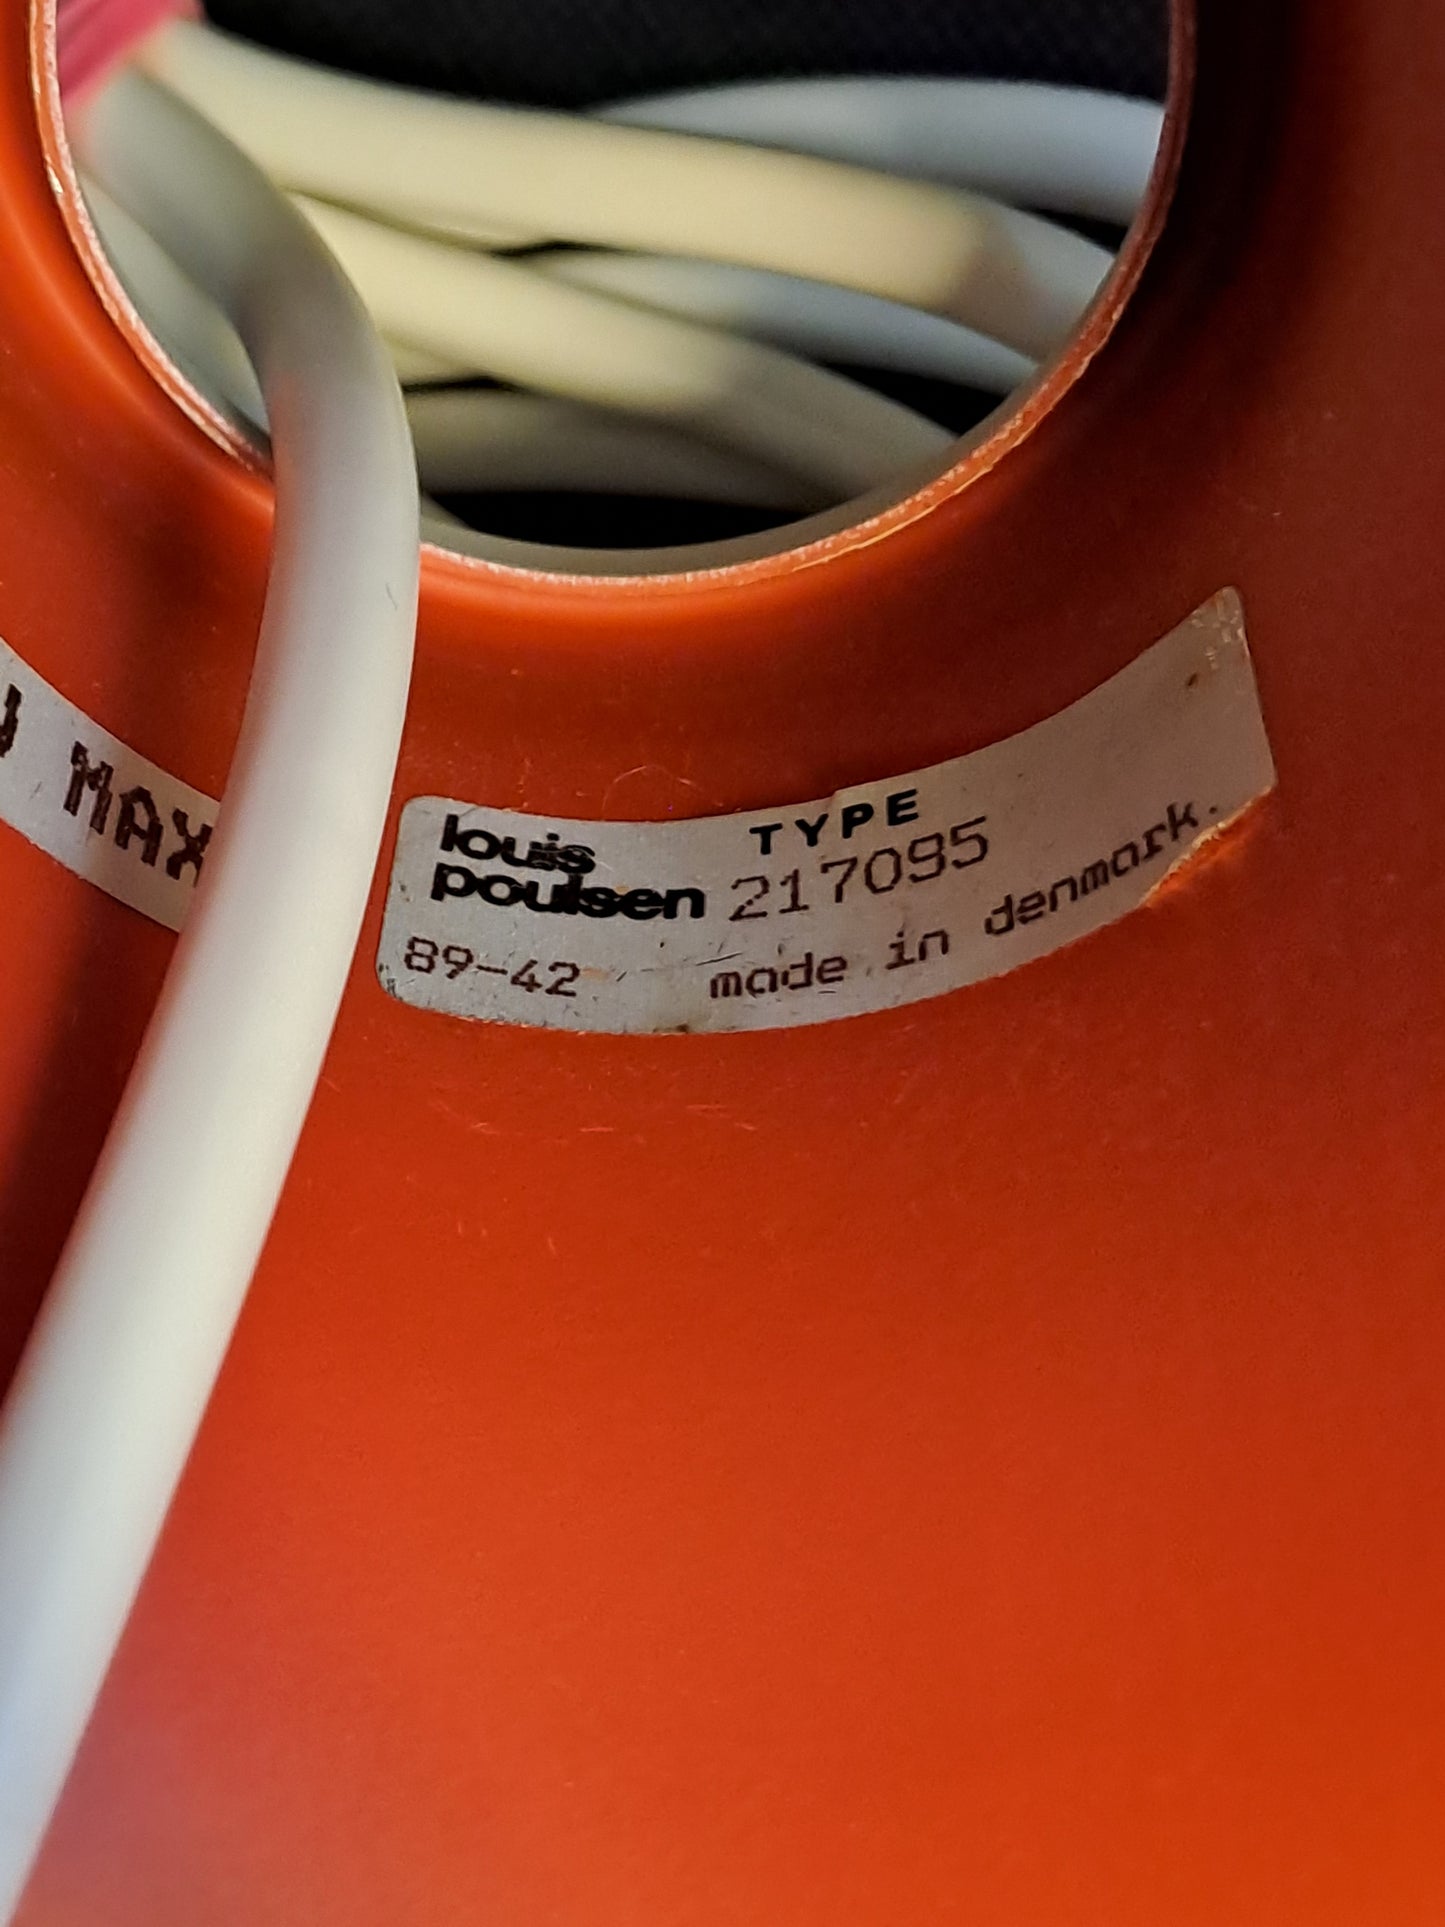 MAX
louis
poulsen
TYPE
217095
89-42
made in denmark.